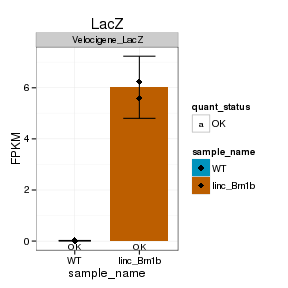 LacZ
Velocigene_LacZ
FPKM
6
4
2
0
OK OK
WT linc_Brn1b
sample_name
quant_status
a OK
sample_name
WT
linc_Brn1b